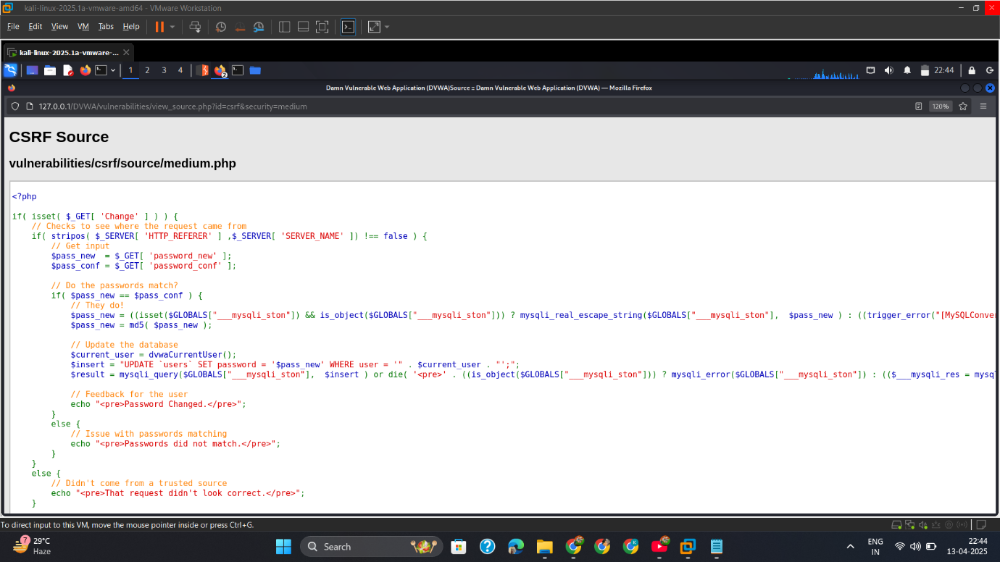 kali-linux-2025.1a-vmware-amd64 - VMware Workstation
File Edit View VM Tabs Help
kali-linux-2025.1a-vmware-...
1 2 3 4 2 22:44
Damn Vulnerable Web Application (DVWA)Source :: Damn Vulnerable Web Application (DVWA) — Mozilla Firefox
127.0.0.1/DVWA/vulnerabilities/view_source.php?id=csrf&security=medium 120%
CSRF Source
vulnerabilities/csrf/source/medium.php
<?php
if( isset( $_GET[ 'Change' ] ) ) {
// Checks to see where the request came from
if( stripos( $_SERVER[ 'HTTP_REFERER' ] ,$_SERVER[ 'SERVER_NAME' ]) !== false ) {
// Get input
$pass_new  = $_GET[ 'password_new' ];
$pass_conf = $_GET[ 'password_conf' ];
// Do the passwords match?
if( $pass_new == $pass_conf ) {
// They do!
$pass_new = ((isset($GLOBALS["___mysqli_ston"]) && is_object($GLOBALS["___mysqli_ston"])) ? mysqli_real_escape_string($GLOBALS["___mysqli_ston"],  $pass_new ) : ((trigger_error("[MySQLConver
$pass_new = md5( $pass_new );
// Update the database
$current_user = dvwaCurrentUser();
$insert = "UPDATE `users` SET password = '$pass_new' WHERE user = '" . $current_user . "';";
$result = mysqli_query($GLOBALS["___mysqli_ston"],  $insert ) or die( '<pre>' . ((is_object($GLOBALS["___mysqli_ston"])) ? mysqli_error($GLOBALS["___mysqli_ston"]) : (($___mysqli_res = mysql
// Feedback for the user
echo "<pre>Password Changed.</pre>";
}
else {
// Issue with passwords matching
echo "<pre>Passwords did not match.</pre>";
}
}
else {
// Didn't come from a trusted source
echo "<pre>That request didn't look correct.</pre>";
}
To direct input to this VM, move the mouse pointer inside or press Ctrl+G.
7 29°C
Haze
Search
ENG
IN
22:44
13-04-2025